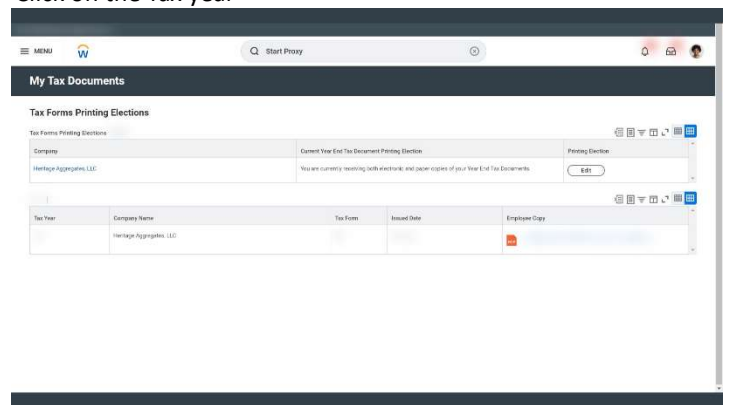 Click on the Tax year
MENU
Start Proxy
My Tax Documents
Tax Forms Printing Elections
Tax Forms Printing Elections
Company Current Year End Tax Document Printing Election Printing Election
Heritage Aggregates, LLC You are currently receiving both electronic and paper copies of your Year End Tax Documents. Edit
Tax Year Company Name Tax Form Issued Date Employee Copy
Heritage Aggregates, LLC